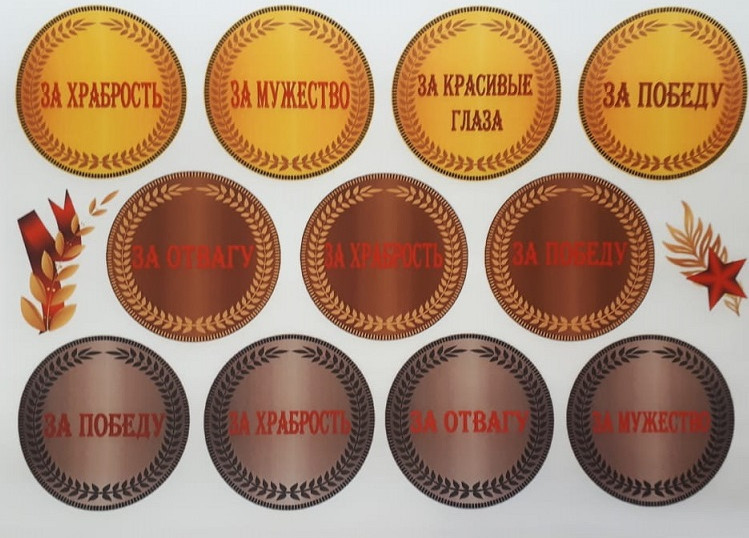 ЗА ХРАБРОСТЬ
ЗА МУЖЕСТВО
ЗА КРАСИВЫЕ
ГЛАЗА
ЗА ПОБЕДУ
ЗА ОТВАГУ
ЗА ХРАБРОСТЬ
ЗА ПОБЕДУ
ЗА ПОБЕДУ
ЗА ХРАБРОСТЬ
ЗА ОТВАГУ
ЗА МУЖЕСТВО